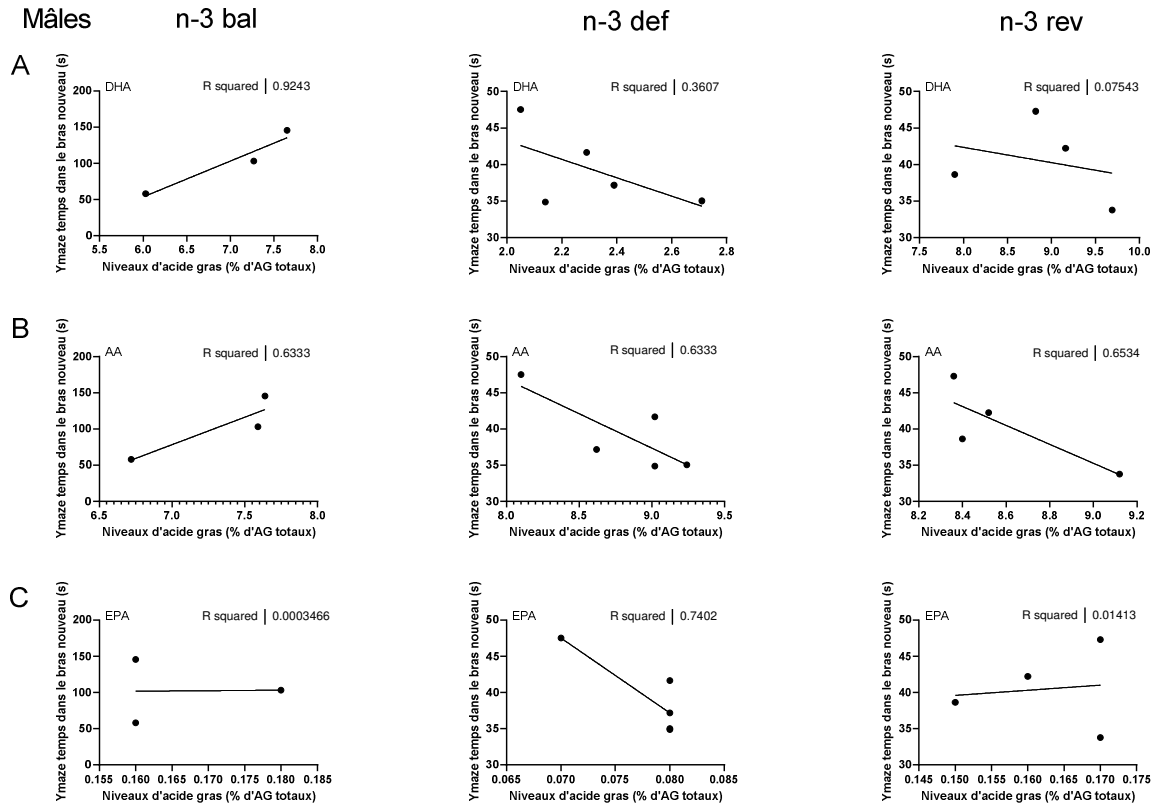 Mâles n-3 bal n-3 def n-3 rev
A
DHA R squared 0.9243
Ymaze temps dans le bras nouveau (s)
200
150
100
50
0
5.5 6.0 6.5 7.0 7.5 8.0
Niveaux d'acide gras (% d'AG totaux)
DHA R squared 0.3607
Ymaze temps dans le bras nouveau (s)
50
45
40
35
30
2.0 2.2 2.4 2.6 2.8
Niveaux d'acide gras (% d'AG totaux)
DHA R squared 0.07543
Ymaze temps dans le bras nouveau (s)
50
45
40
35
30
7.5 8.0 8.5 9.0 9.5 10.0
Niveaux d'acide gras (% d'AG totaux)
B
AA R squared 0.6333
Ymaze temps dans le bras nouveau (s)
200
150
100
50
0
6.5 7.0 7.5 8.0
Niveaux d'acide gras (% d'AG totaux)
AA R squared 0.6333
Ymaze temps dans le bras nouveau (s)
50
45
40
35
30
8.0 8.5 9.0 9.5
Niveaux d'acide gras (% d'AG totaux)
AA R squared 0.6534
Ymaze temps dans le bras nouveau (s)
50
45
40
35
30
8.2 8.4 8.6 8.8 9.0 9.2
Niveaux d'acide gras (% d'AG totaux)
C
EPA R squared 0.0003466
Ymaze temps dans le bras nouveau (s)
200
150
100
50
0
0.155 0.160 0.165 0.170 0.175 0.180 0.185
Niveaux d'acide gras (% d'AG totaux)
EPA R squared 0.7402
Ymaze temps dans le bras nouveau (s)
50
45
40
35
30
0.065 0.070 0.075 0.080 0.085
Niveaux d'acide gras (% d'AG totaux)
EPA R squared 0.01413
Ymaze temps dans le bras nouveau (s)
50
45
40
35
30
0.145 0.150 0.155 0.160 0.165 0.170 0.175
Niveaux d'acide gras (% d'AG totaux)